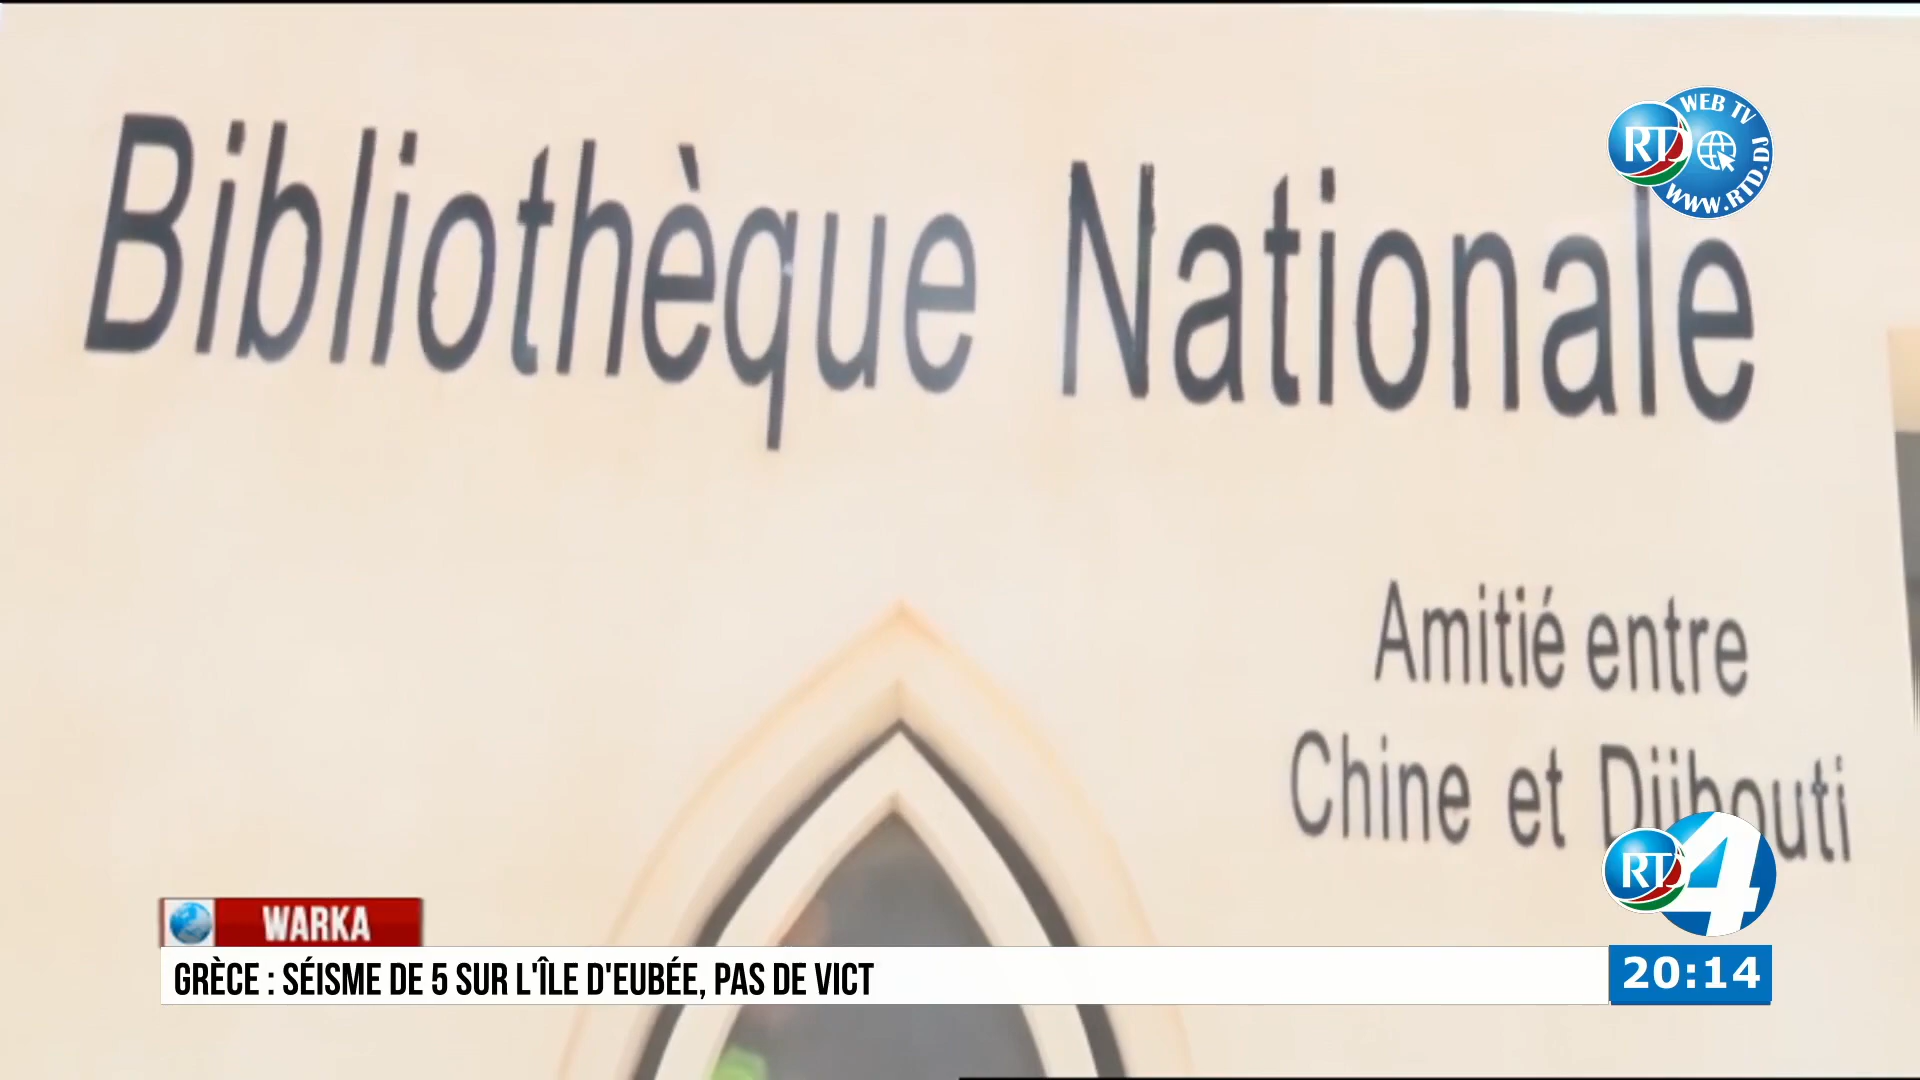 WEB TV
RTD
WWW.RTD.DJ
Bibliothèque Nationale
Amitié entre
Chine et Djibouti
RTD 4
WARKA
GRÈCE : SÉISME DE 5 SUR L'ÎLE D'EUBÉE, PAS DE VICT
20:14